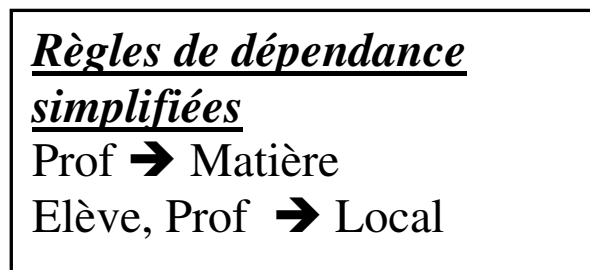 Règles de dépendance
simplifiées
Prof ➔ Matière
Elève, Prof ➔ Local